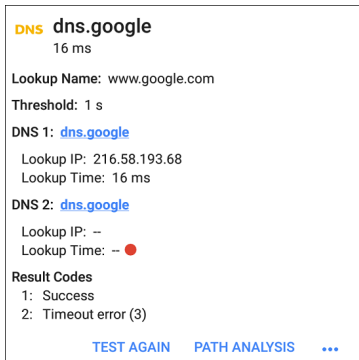 DNS dns.google
16 ms
Lookup Name: www.google.com
Threshold: 1 s
DNS 1: dns.google
Lookup IP: 216.58.193.68
Lookup Time: 16 ms
DNS 2: dns.google
Lookup IP: --
Lookup Time: --
Result Codes
1: Success
2: Timeout error (3)
TEST AGAIN PATH ANALYSIS •••